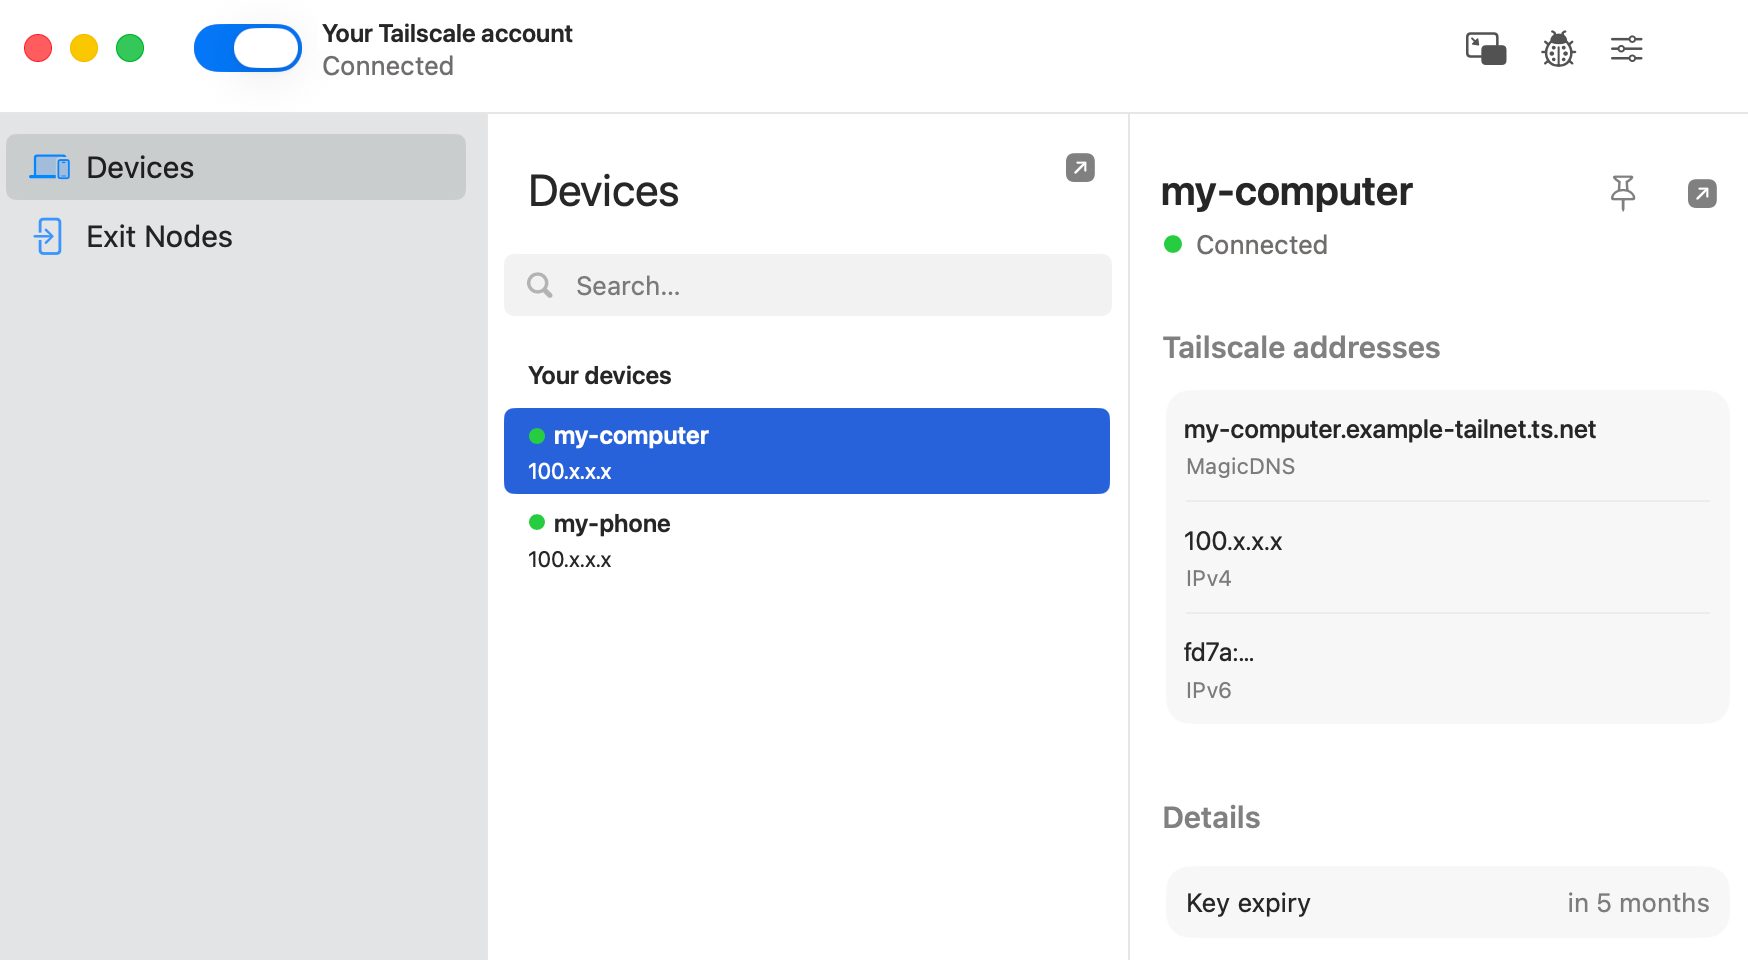 Your Tailscale account
Connected
Devices
Exit Nodes
Devices
Search...
Your devices
my-computer
100.x.x.x
my-phone
100.x.x.x
my-computer
Connected
Tailscale addresses
my-computer.example-tailnet.ts.net
MagicDNS
100.x.x.x
IPv4
fd7a:...
IPv6
Details
Key expiry in 5 months